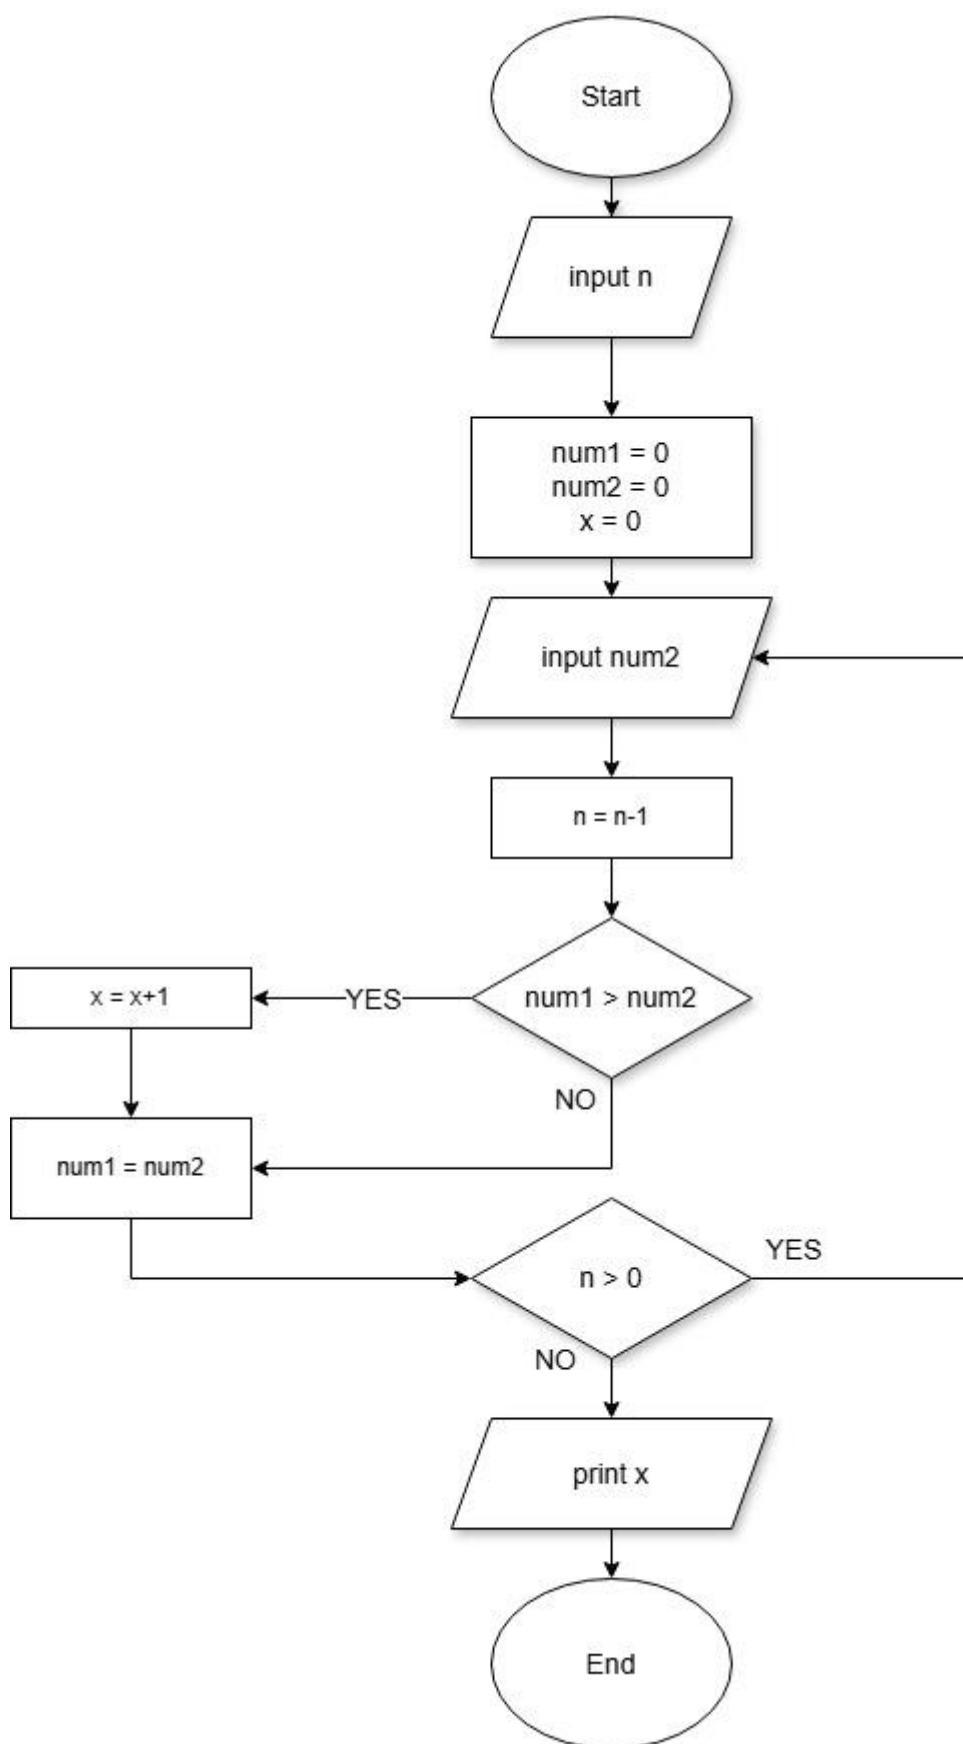 Start
input n
num1 = 0
num2 = 0
x = 0
input num2
n = n-1
num1 > num2
YES
x = x+1
NO
num1 = num2
n > 0
YES
NO
print x
End